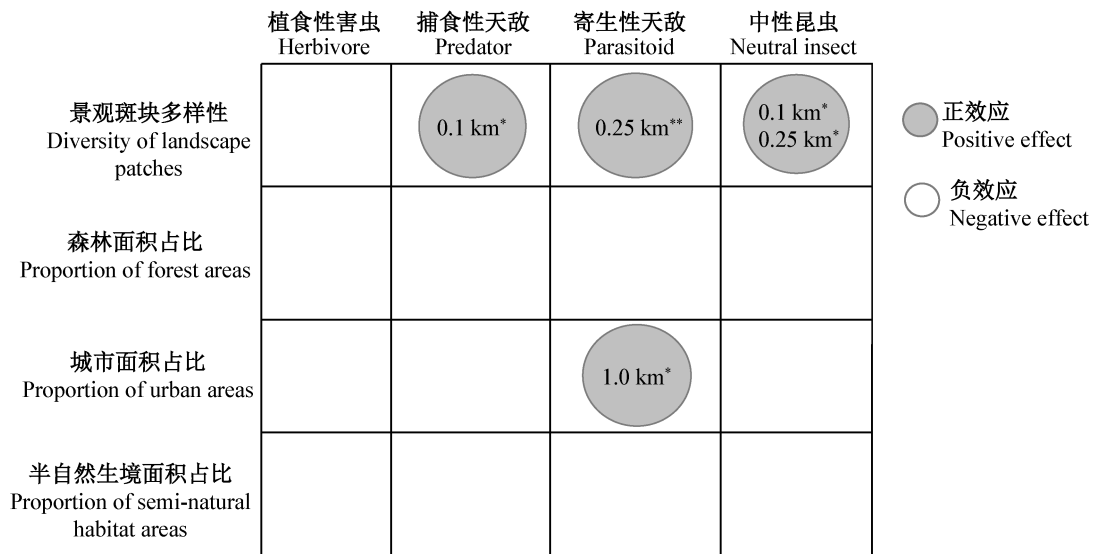 植食性害虫
Herbivore
捕食性天敌
Predator
寄生性天敌
Parasitoid
中性昆虫
Neutral insect
景观斑块多样性
Diversity of landscape
patches
0.1 km*
0.25 km**
0.1 km*
0.25 km*
正效应
Positive effect
负效应
Negative effect
森林面积占比
Proportion of forest areas
城市面积占比
Proportion of urban areas
1.0 km*
半自然生境面积占比
Proportion of semi-natural
habitat areas